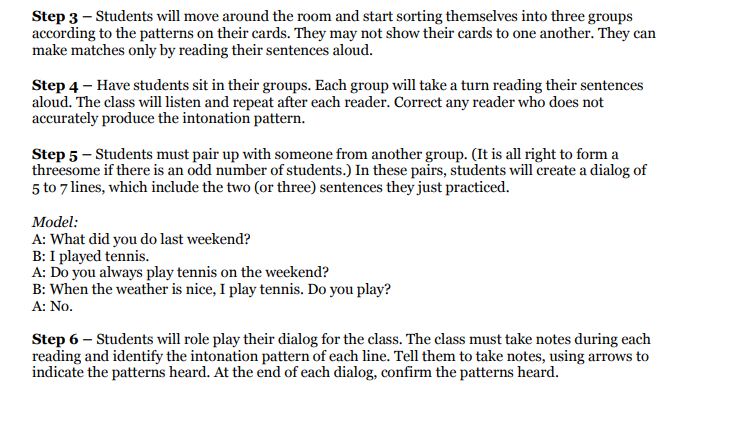 Step 3 – Students will move around the room and start sorting themselves into three groups
according to the patterns on their cards. They may not show their cards to one another. They can
make matches only by reading their sentences aloud.
Step 4 – Have students sit in their groups. Each group will take a turn reading their sentences
aloud. The class will listen and repeat after each reader. Correct any reader who does not
accurately produce the intonation pattern.
Step 5 – Students must pair up with someone from another group. (It is all right to form a
threesome if there is an odd number of students.) In these pairs, students will create a dialog of
5 to 7 lines, which include the two (or three) sentences they just practiced.
Model:
A: What did you do last weekend?
B: I played tennis.
A: Do you always play tennis on the weekend?
B: When the weather is nice, I play tennis. Do you play?
A: No.
Step 6 – Students will role play their dialog for the class. The class must take notes during each
reading and identify the intonation pattern of each line. Tell them to take notes, using arrows to
indicate the patterns heard. At the end of each dialog, confirm the patterns heard.